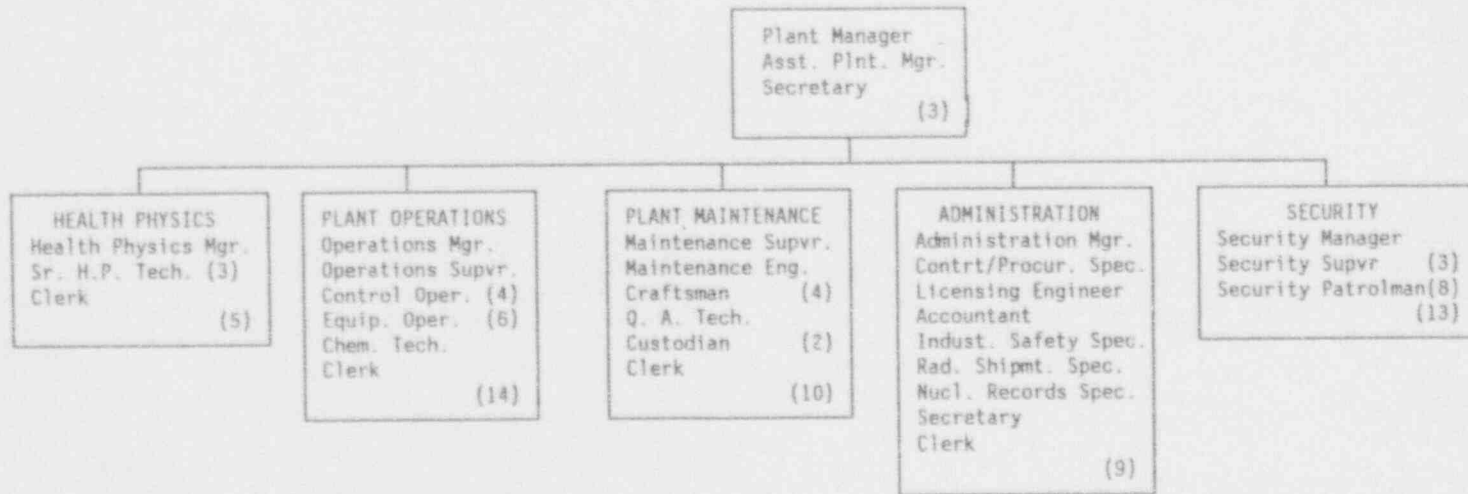 Plant Manager
Asst. Plnt. Mgr.
Secretary
(3)
HEALTH PHYSICS
Health Physics Mgr.
Sr. H.P. Tech. (3)
Clerk
(5)
PLANT OPERATIONS
Operations Mgr.
Operations Supvr.
Control Oper. (4)
Equip. Oper. (6)
Chem. Tech.
Clerk
(14)
PLANT MAINTENANCE
Maintenance Supvr.
Maintenance Eng.
Craftsman (4)
Q. A. Tech.
Custodian (2)
Clerk
(10)
ADMINISTRATION
Administration Mgr.
Contrt/Procur. Spec.
Licensing Engineer
Accountant
Indust. Safety Spec.
Rad. Shipmt. Spec.
Nucl. Records Spec.
Secretary
Clerk
(9)
SECURITY
Security Manager
Security Supvr (3)
Security Patrolman(8)
(13)